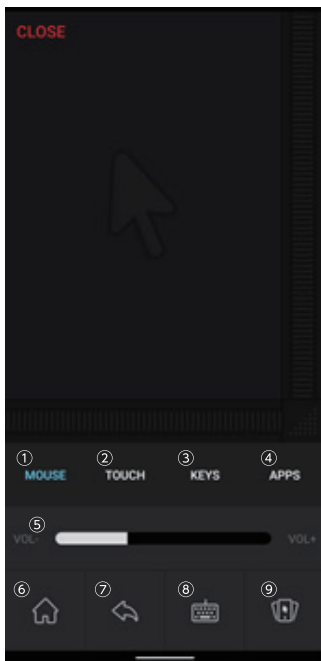 CLOSE
① ② ③ ④
MOUSE TOUCH KEYS APPS
⑤
VOL- VOL+
⑥ ⑦ ⑧ ⑨